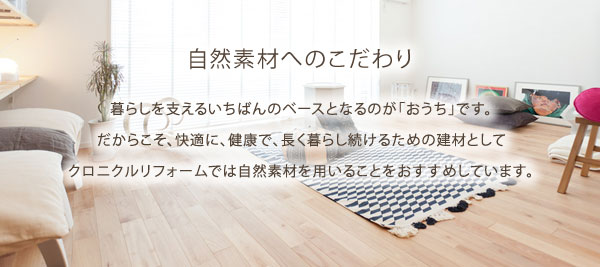 自然素材へのこだわり
暮らしを支えるいちばんのベースとなるのが「おうち」です。
だからこそ、快適に、健康で、長く暮らし続けるための建材として
クロニクルリフォームでは自然素材を用いることをおすすめしています。